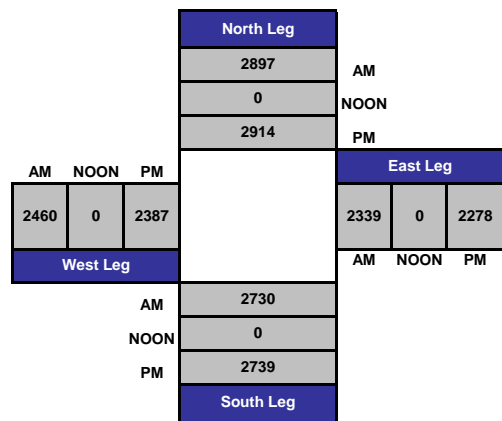 North Leg
2897
AM
0
NOON
2914
PM
East Leg
AM NOON PM
2460 0 2387
2339 0 2278
West Leg
AM NOON PM
AM
2730
NOON
0
PM
2739
South Leg